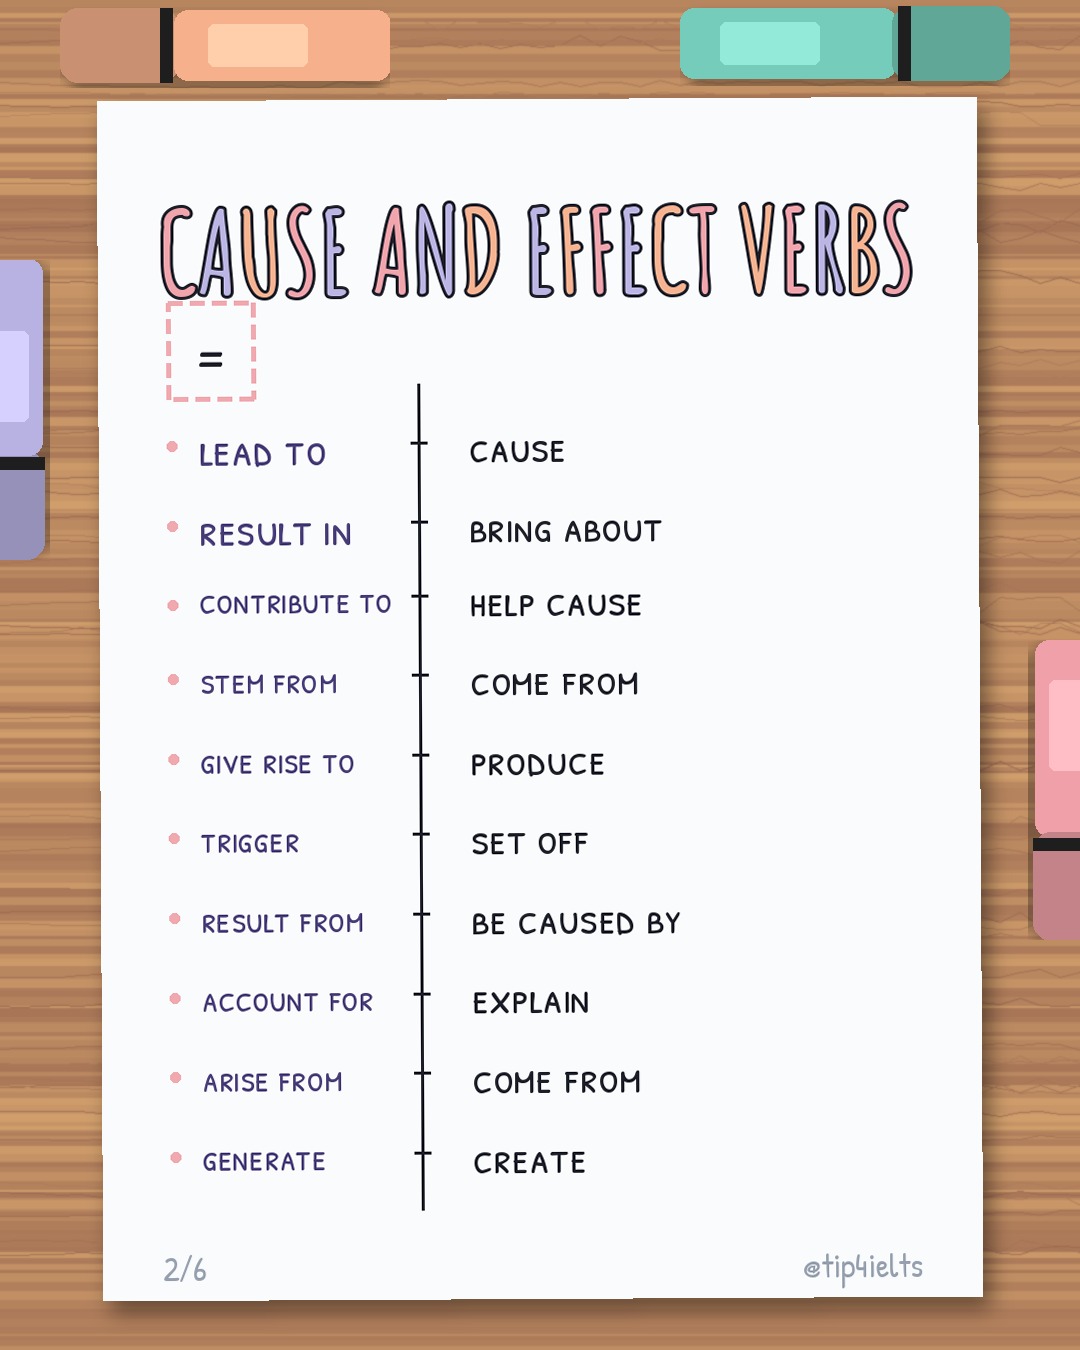 CAUSE AND EFFECT VERBS
=
LEAD TO CAUSE
RESULT IN BRING ABOUT
CONTRIBUTE TO HELP CAUSE
STEM FROM COME FROM
GIVE RISE TO PRODUCE
TRIGGER SET OFF
RESULT FROM BE CAUSED BY
ACCOUNT FOR EXPLAIN
ARISE FROM COME FROM
GENERATE CREATE
2/6 @tip4ielts